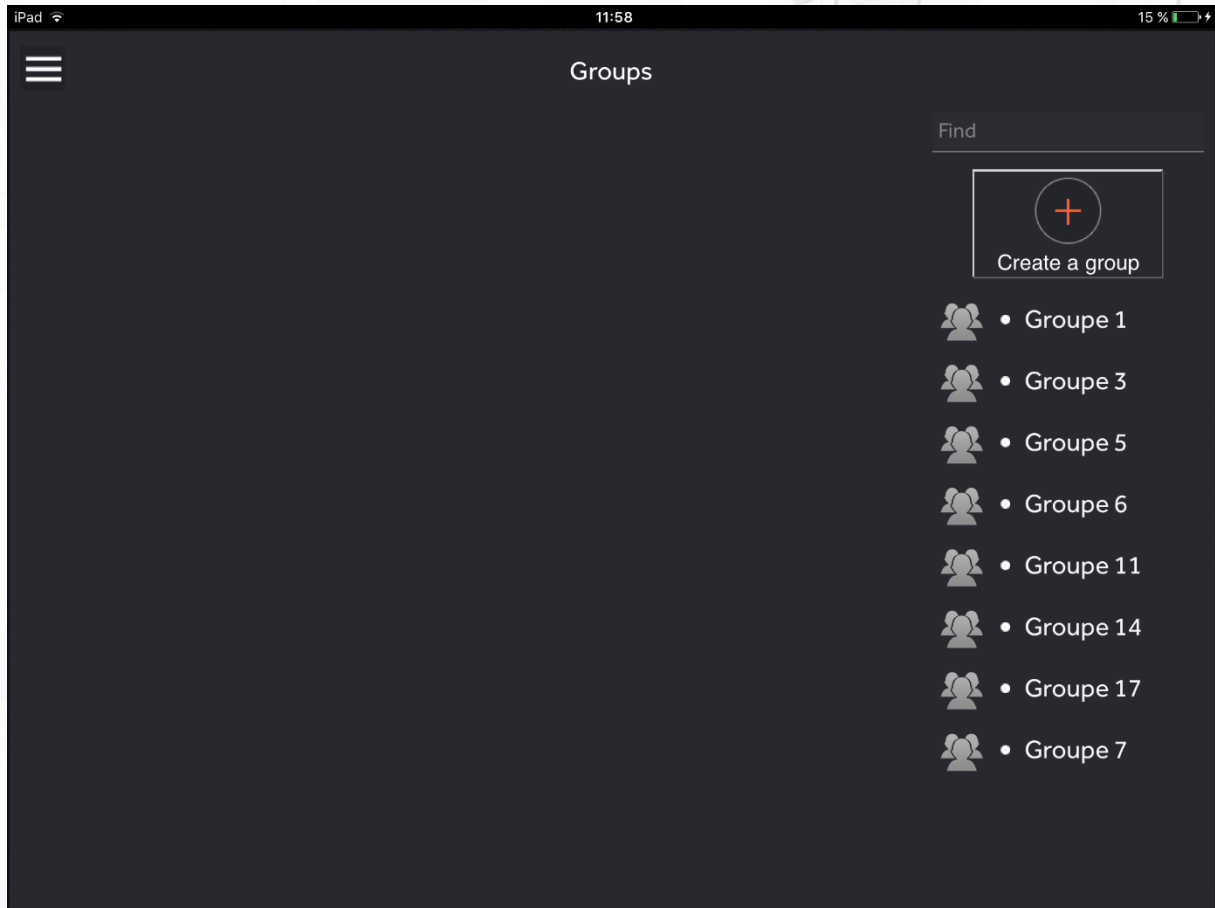 iPad 11:58 15 %
Groups
Find
Create a group
• Groupe 1
• Groupe 3
• Groupe 5
• Groupe 6
• Groupe 11
• Groupe 14
• Groupe 17
• Groupe 7